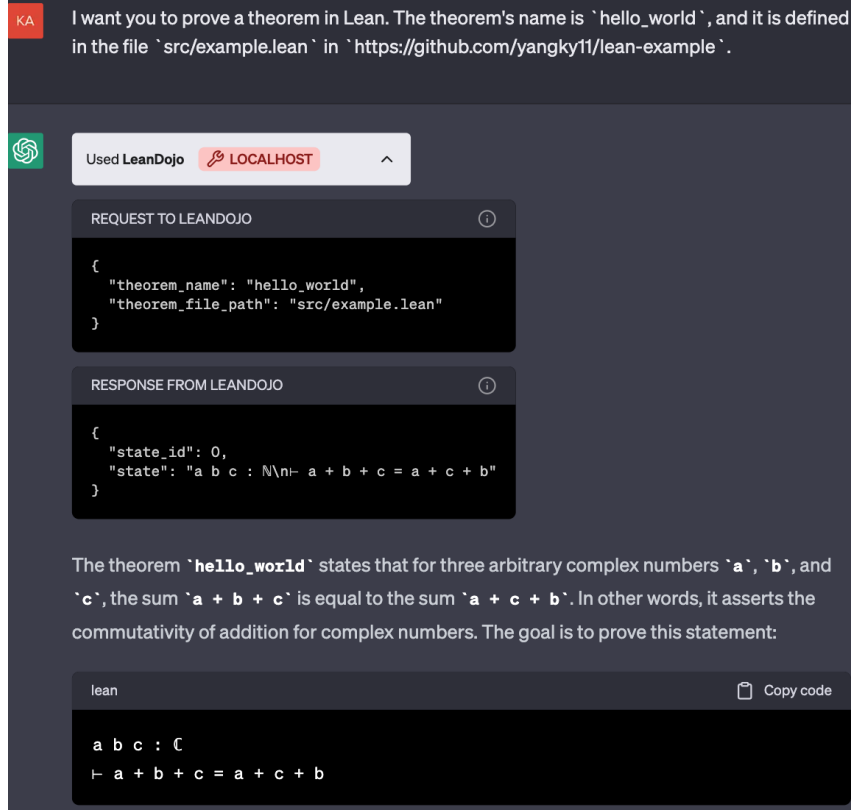 KA
I want you to prove a theorem in Lean. The theorem's name is `hello_world`, and it is defined
in the file `src/example.lean` in `https://github.com/yangky11/lean-example`.
Used LeanDojo LOCALHOST
REQUEST TO LEANDOJO
{
"theorem_name": "hello_world",
"theorem_file_path": "src/example.lean"
}
RESPONSE FROM LEANDOJO
{
"state_id": 0,
"state": "a b c : ℕ\n⊢ a + b + c = a + c + b"
}
The theorem `hello_world` states that for three arbitrary complex numbers `a`, `b`, and
`c`, the sum `a + b + c` is equal to the sum `a + c + b`. In other words, it asserts the
commutativity of addition for complex numbers. The goal is to prove this statement:
lean Copy code
a b c : ℂ
⊢ a + b + c = a + c + b